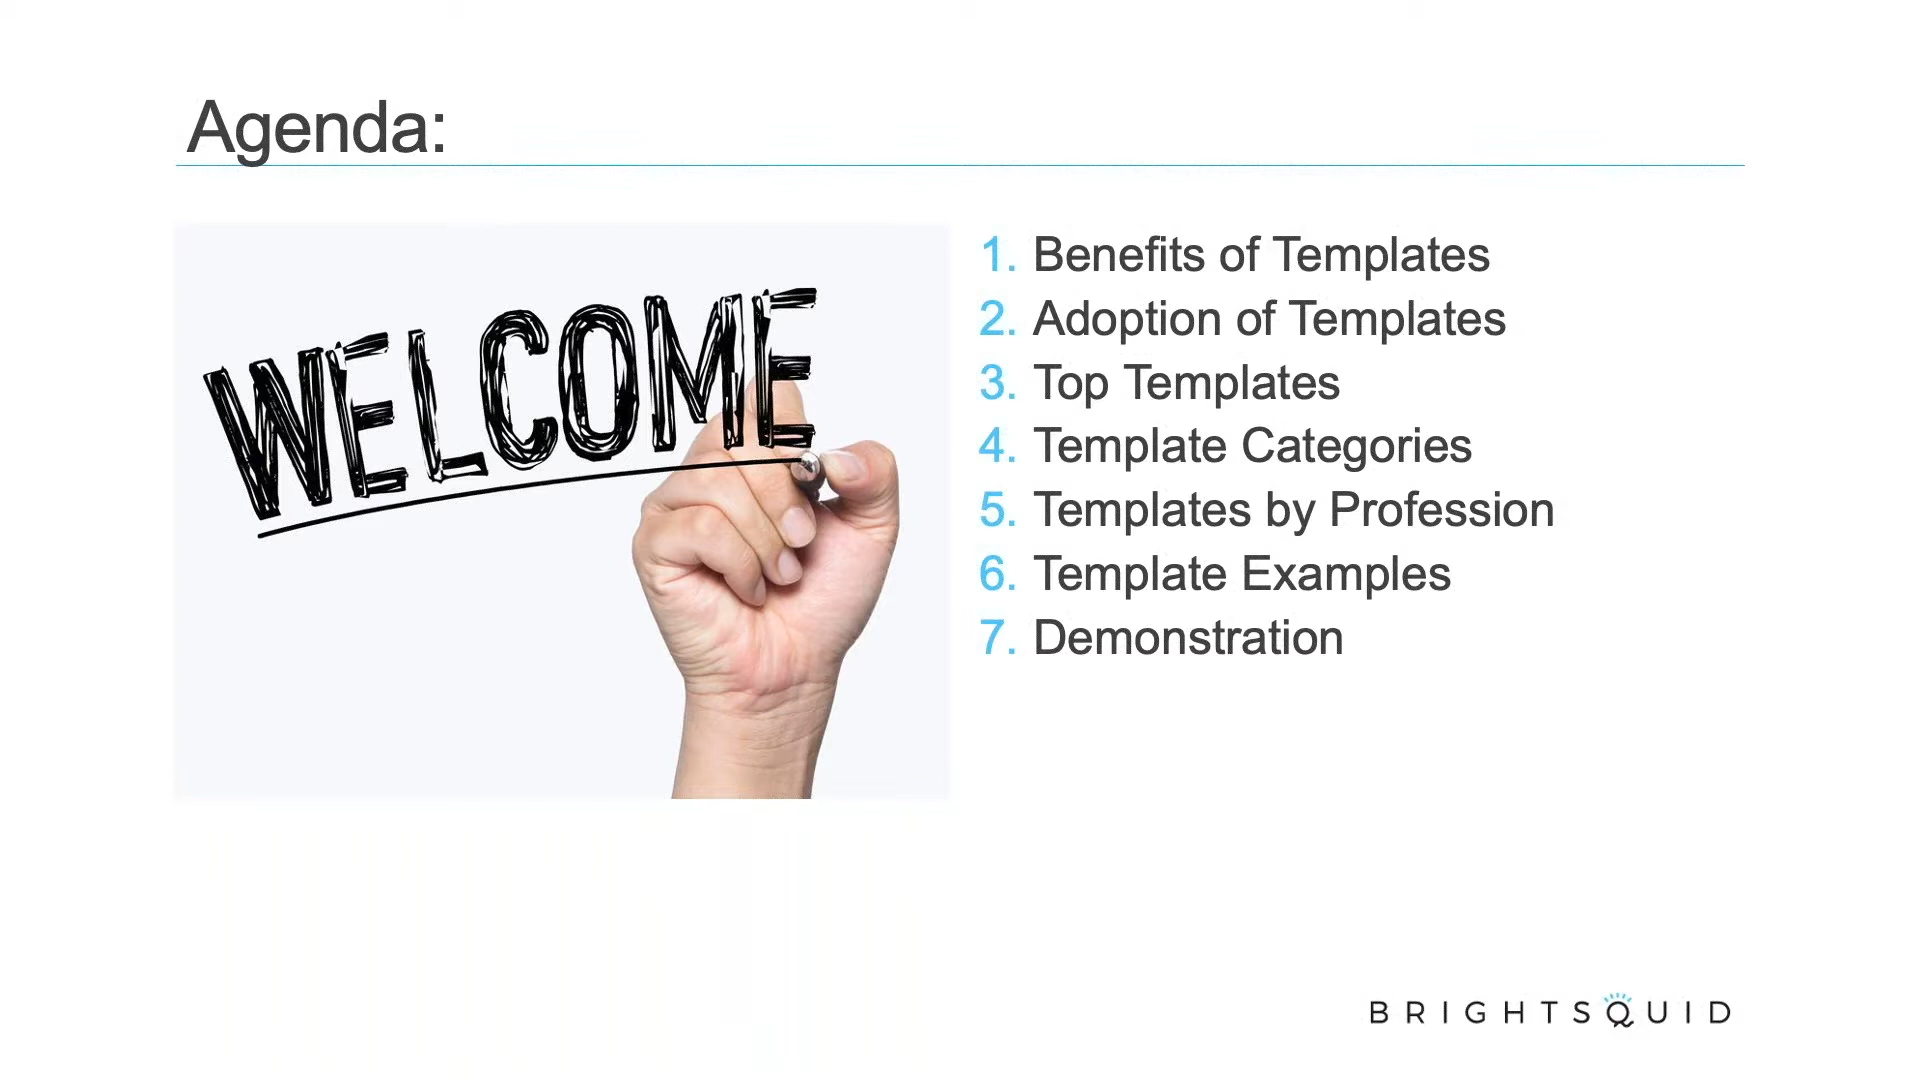 Agenda:
WELCOME
1. Benefits of Templates
2. Adoption of Templates
3. Top Templates
4. Template Categories
5. Templates by Profession
6. Template Examples
7. Demonstration
BRIGHTSQUID